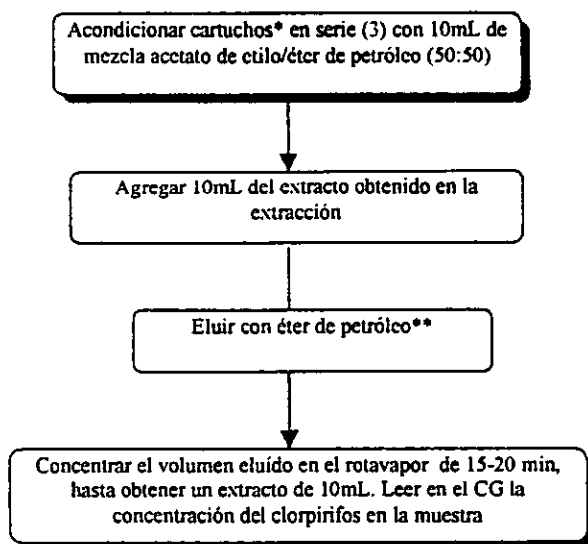 Acondicionar cartuchos* en serie (3) con 10mL de
mezcla acetato de etilo/éter de petróleo (50:50)
Agregar 10mL del extracto obtenido en la
extracción
Eluir con éter de petróleo**
Concentrar el volumen eluído en el rotavapor de 15-20 min,
hasta obtener un extracto de 10mL. Leer en el CG la
concentración del clorpirifos en la muestra